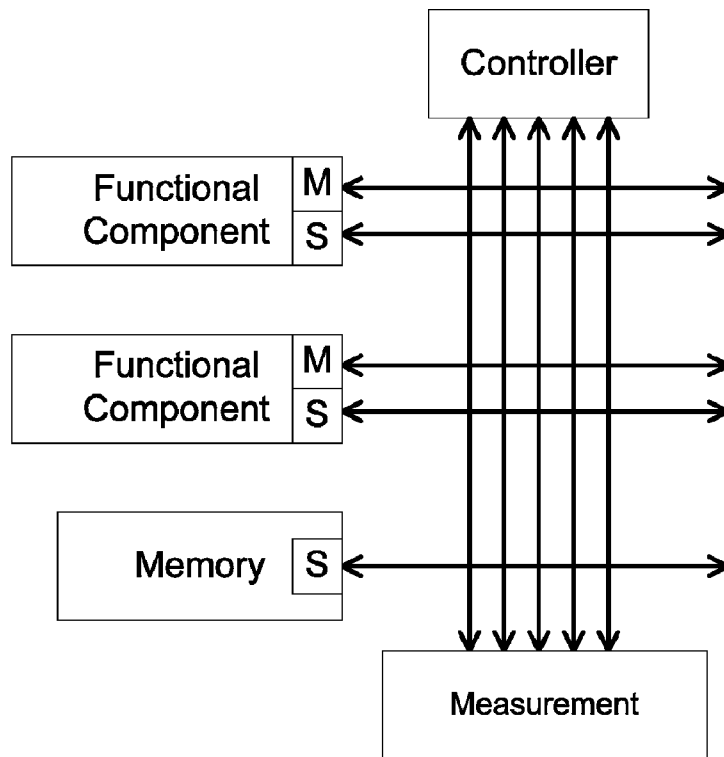 Controller
Functional
Component
M
S
Functional
Component
M
S
Memory
S
Measurement